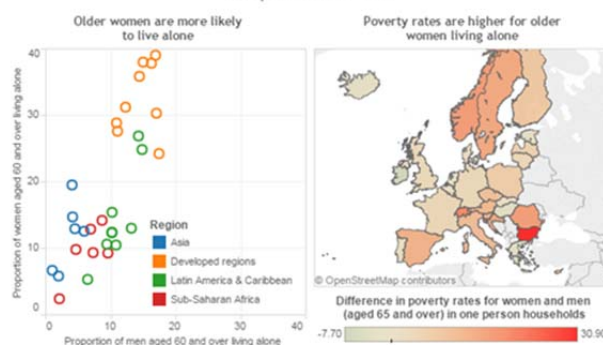 Older women are more likely
to live alone
Proportion of women aged 60 and over living alone
40
30
20
10
0
Region
Asia
Developed regions
Latin America & Caribbean
Sub-Saharan Africa
0 10 20 30 40
Proportion of men aged 60 and over living alone
Poverty rates are higher for older
women living alone
© OpenStreetMap contributors
Difference in poverty rates for women and men
(aged 65 and over) in one person households
-7.70 30.90